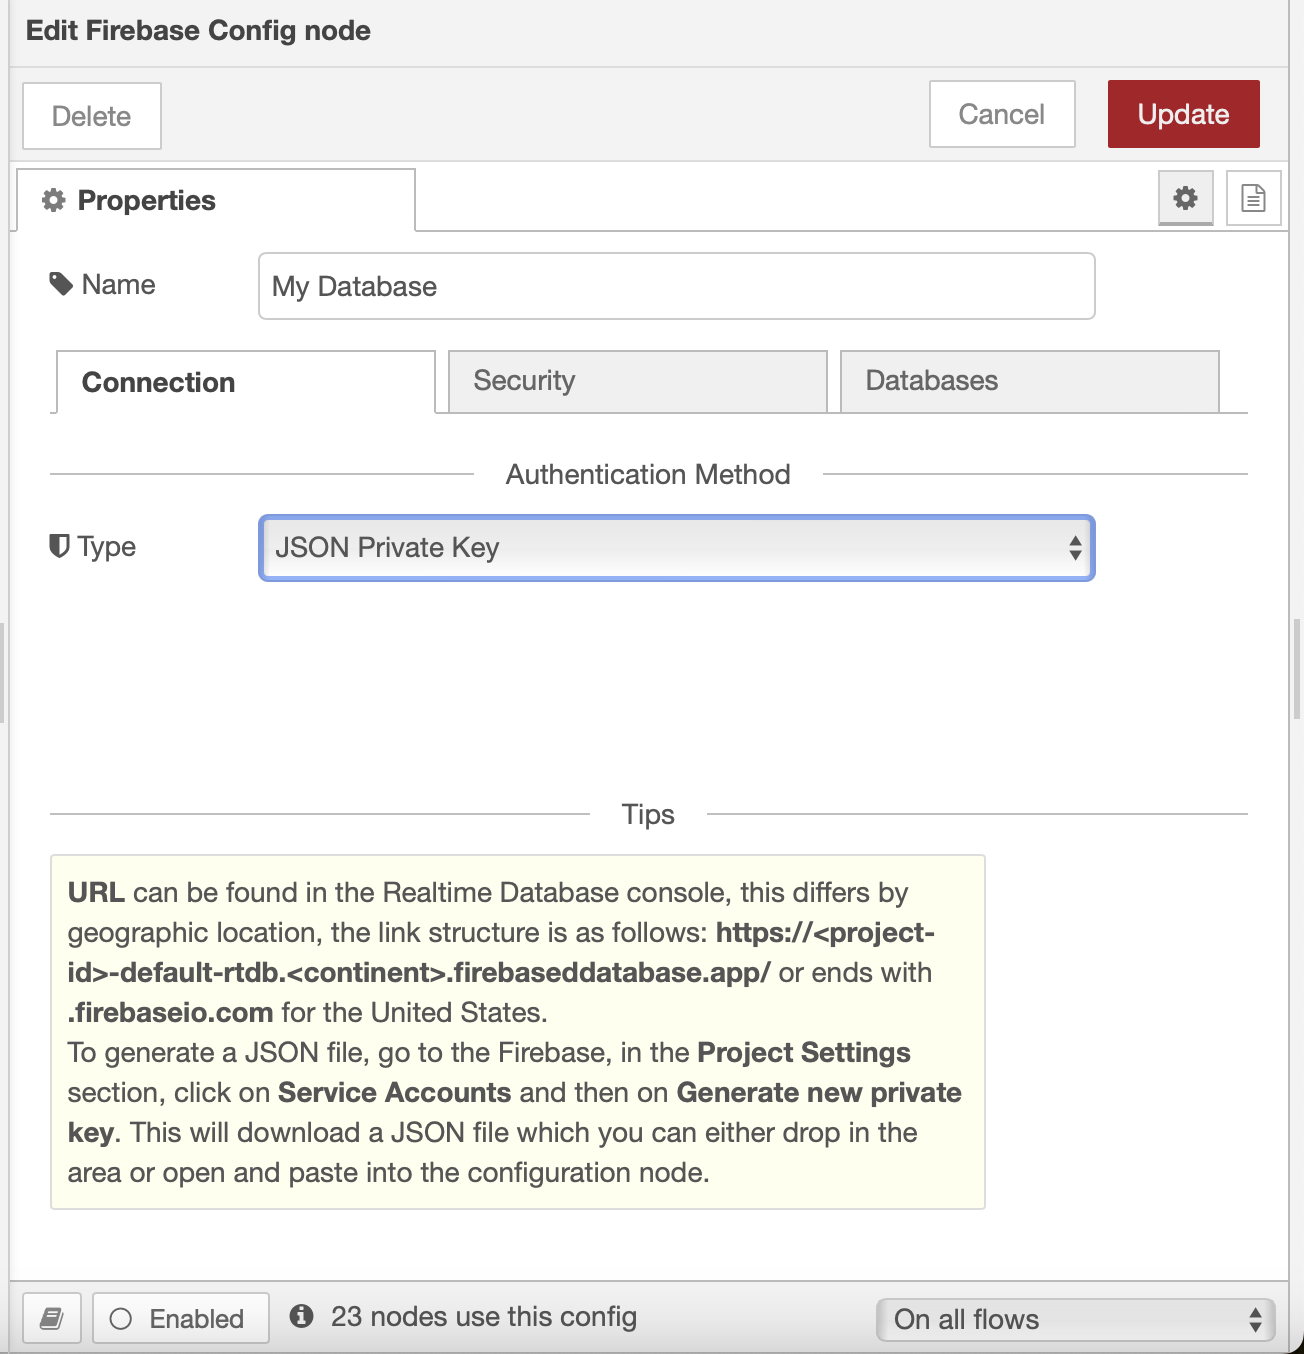 Edit Firebase Config node
Delete
Cancel
Update
Properties
Name
My Database
Connection
Security
Databases
Authentication Method
Type
JSON Private Key
Tips
URL can be found in the Realtime Database console, this differs by
geographic location, the link structure is as follows: https://<project-
id>-default-rtdb.<continent>.firebaseddatabase.app/ or ends with
.firebaseio.com for the United States.
To generate a JSON file, go to the Firebase, in the Project Settings
section, click on Service Accounts and then on Generate new private
key. This will download a JSON file which you can either drop in the
area or open and paste into the configuration node.
Enabled
23 nodes use this config
On all flows